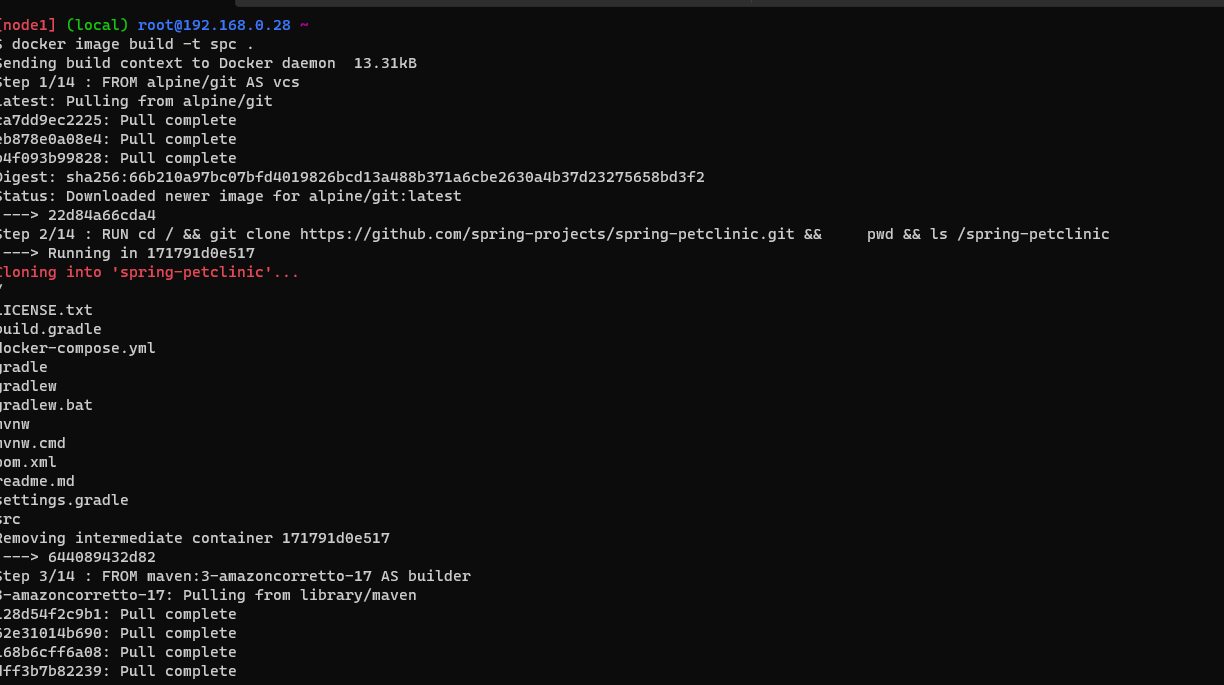 [node1] (local) root@192.168.0.28 ~
$ docker image build -t spc .
Sending build context to Docker daemon  13.31kB
Step 1/14 : FROM alpine/git AS vcs
latest: Pulling from alpine/git
ca7dd9ec2225: Pull complete
eb878e0a08e4: Pull complete
b4f093b99828: Pull complete
Digest: sha256:66b210a97bc07bfd4019826bcd13a488b371a6cbe2630a4b37d23275658bd3f2
Status: Downloaded newer image for alpine/git:latest
---> 22d84a66cda4
Step 2/14 : RUN cd / && git clone https://github.com/spring-projects/spring-petclinic.git &&     pwd && ls /spring-petclinic
---> Running in 171791d0e517
Cloning into 'spring-petclinic'...
/
LICENSE.txt
build.gradle
docker-compose.yml
gradle
gradlew
gradlew.bat
mvnw
mvnw.cmd
pom.xml
readme.md
settings.gradle
src
Removing intermediate container 171791d0e517
---> 644089432d82
Step 3/14 : FROM maven:3-amazoncorretto-17 AS builder
3-amazoncorretto-17: Pulling from library/maven
128d54f2c9b1: Pull complete
62e31014b690: Pull complete
168b6cff6a08: Pull complete
dff3b7b82239: Pull complete